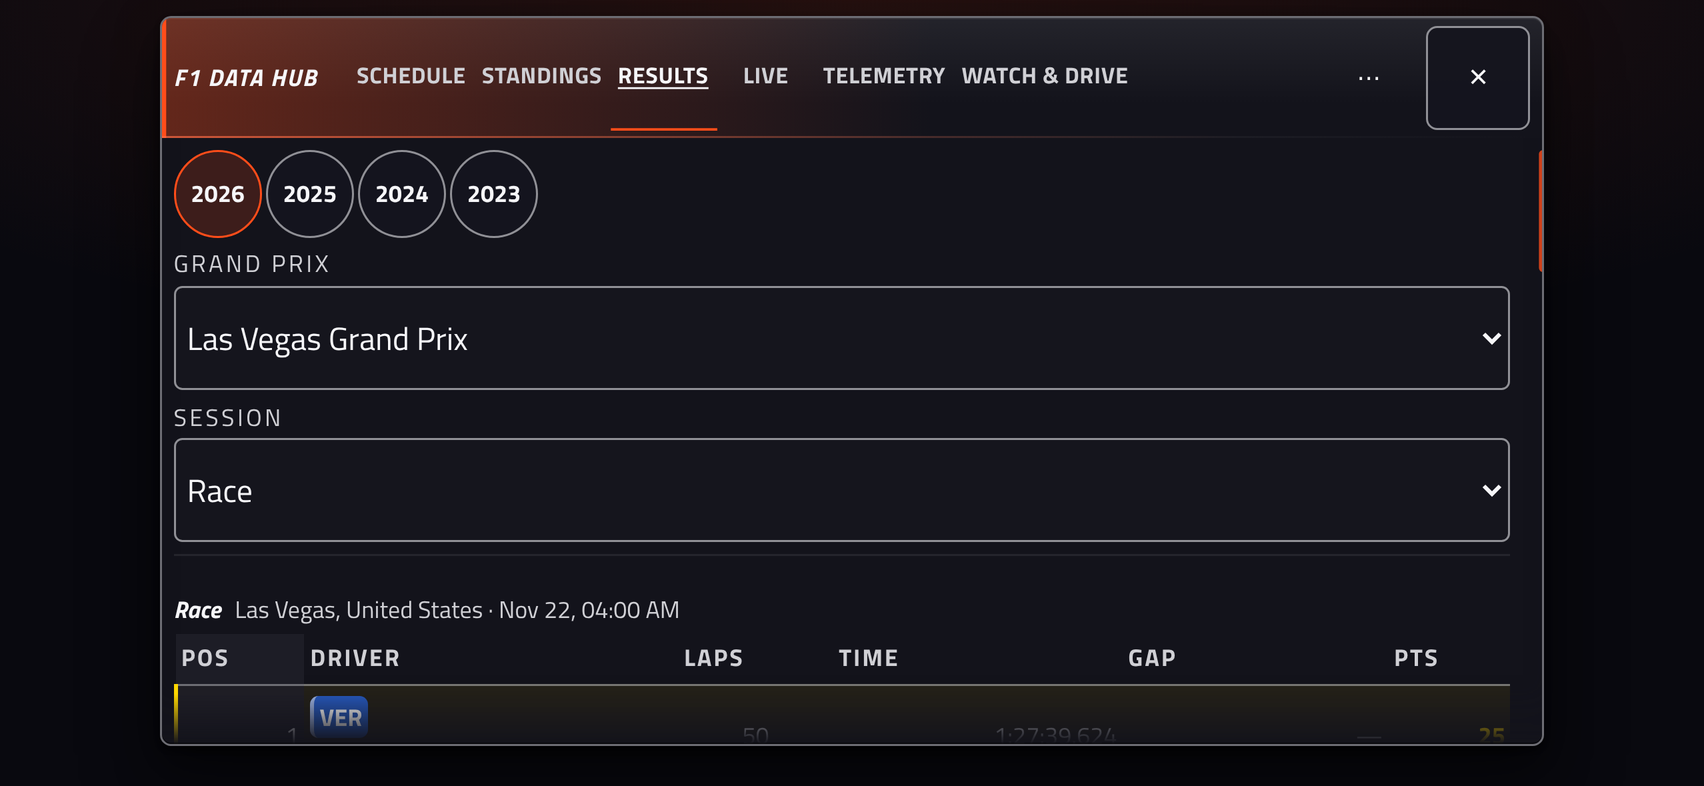 F1 DATA HUB SCHEDULE STANDINGS RESULTS LIVE TELEMETRY WATCH & DRIVE ... ×
2026 2025 2024 2023
GRAND PRIX
Las Vegas Grand Prix
SESSION
Race
Race Las Vegas, United States · Nov 22, 04:00 AM
POS DRIVER LAPS TIME GAP PTS
VER
1 50 1:27:39.624 — 25